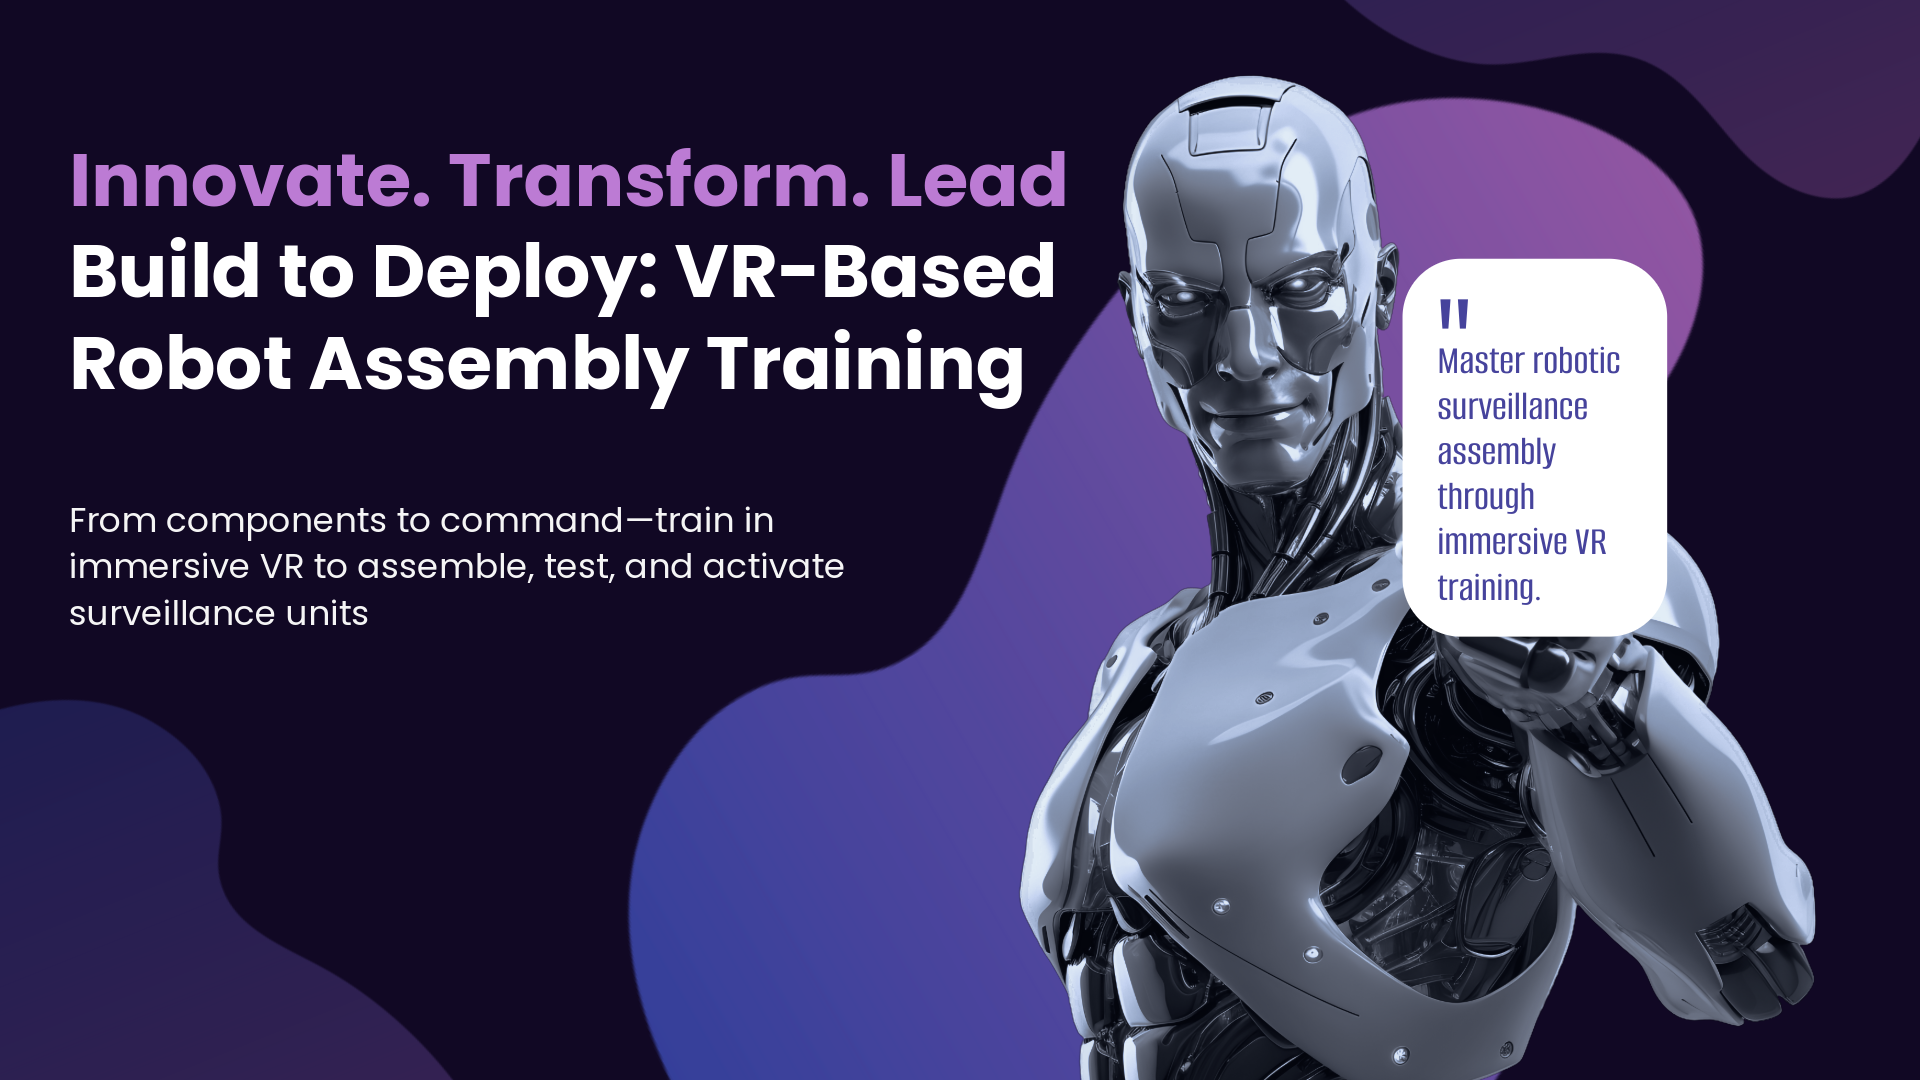 Innovate. Transform. Lead
Build to Deploy: VR-Based
Robot Assembly Training
From components to command—train in
immersive VR to assemble, test, and activate
surveillance units
"
Master robotic
surveillance
assembly
through
immersive VR
training.